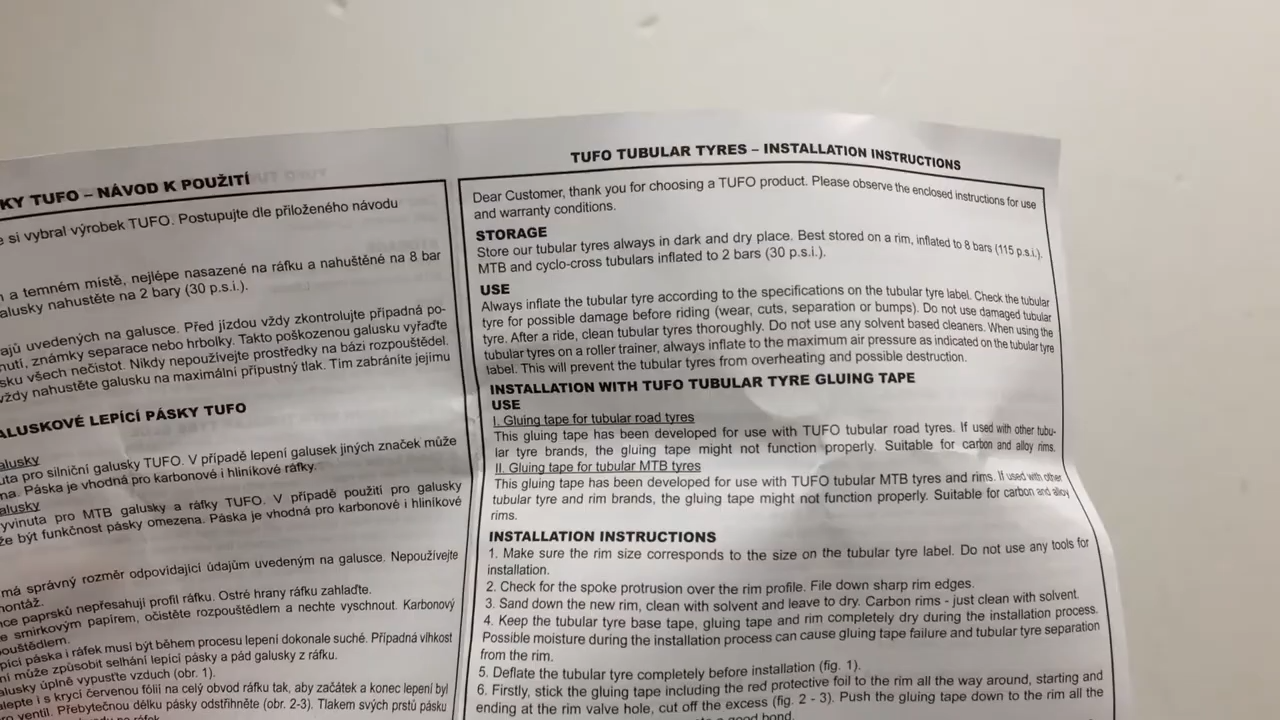 KY TUFO – NÁVOD K POUŽITÍ
si vybral výrobek TUFO. Postupujte dle přiloženého návodu
a temném místě, nejlépe nasazené na ráfku a nahuštěné na 8 bar
alusky nahustěte na 2 bary (30 p.s.i.).
ajů uvedených na galusce. Před jízdou vždy zkontrolujte případná po-
nutí, známky separace nebo hrbolky. Takto poškozenou galusku vyřaďte
sku všech nečistot. Nikdy nepoužívejte prostředky na bázi rozpouštědel.
vždy nahustěte galusku na maximální přípustný tlak. Tim zabráníte jejímu
ALUSKOVÉ LEPÍCÍ PÁSKY TUFO
alusky
uta pro silniční galusky TUFO. V případě lepení galusek jiných značek může
na. Páska je vhodná pro karbonové i hliníkové ráfky.
alusky
yvinuta pro MTB galusky a ráfky TUFO. V případě použití pro galusky
že být funkčnost pásky omezena. Páska je vhodná pro karbonové i hliníkové
má správný rozměr odpovídající údajům uvedeným na galusce. Nepoužívejte
montáž.
nce paprsků nepřesahují profil ráfku. Ostré hrany ráfku zahlaďte.
e smirkovým papírem, očistěte rozpouštědlem a nechte vyschnout. Karbonový
pouštědlem.
pící páska i ráfek musí být během procesu lepení dokonale suché. Případná vlhkost
ní může způsobit selhání lepící pásky a pád galusky z ráfku.
alusky úplně vypusťte vzduch (obr. 1).
alepte i s krycí červenou fólií na celý obvod ráfku tak, aby začátek a konec lepení byl
ro ventil. Přebytečnou délku pásky odstřihněte (obr. 2-3). Tlakem svých prstů pásku
na ráfek
TUFO TUBULAR TYRES – INSTALLATION INSTRUCTIONS
Dear Customer, thank you for choosing a TUFO product. Please observe the enclosed instructions for use
and warranty conditions.
STORAGE
Store our tubular tyres always in dark and dry place. Best stored on a rim, inflated to 8 bars (115 p.s.i.).
MTB and cyclo-cross tubulars inflated to 2 bars (30 p.s.i.).
USE
Always inflate the tubular tyre according to the specifications on the tubular tyre label. Check the tubular
tyre for possible damage before riding (wear, cuts, separation or bumps). Do not use damaged tubular
tyre. After a ride, clean tubular tyres thoroughly. Do not use any solvent based cleaners. When using the
tubular tyres on a roller trainer, always inflate to the maximum air pressure as indicated on the tubular tyre
label. This will prevent the tubular tyres from overheating and possible destruction.
INSTALLATION WITH TUFO TUBULAR TYRE GLUING TAPE
USE
I. Gluing tape for tubular road tyres
This gluing tape has been developed for use with TUFO tubular road tyres. If used with other tubu-
lar tyre brands, the gluing tape might not function properly. Suitable for carbon and alloy rims.
II. Gluing tape for tubular MTB tyres
This gluing tape has been developed for use with TUFO tubular MTB tyres and rims. If used with other
tubular tyre and rim brands, the gluing tape might not function properly. Suitable for carbon and alloy
rims.
INSTALLATION INSTRUCTIONS
1. Make sure the rim size corresponds to the size on the tubular tyre label. Do not use any tools for
installation.
2. Check for the spoke protrusion over the rim profile. File down sharp rim edges.
3. Sand down the new rim, clean with solvent and leave to dry. Carbon rims - just clean with solvent.
4. Keep the tubular tyre base tape, gluing tape and rim completely dry during the installation process.
Possible moisture during the installation process can cause gluing tape failure and tubular tyre separation
from the rim.
5. Deflate the tubular tyre completely before installation (fig. 1).
6. Firstly, stick the gluing tape including the red protective foil to the rim all the way around, starting and
ending at the rim valve hole, cut off the excess (fig. 2 - 3). Push the gluing tape down to the rim all the
a good bond.